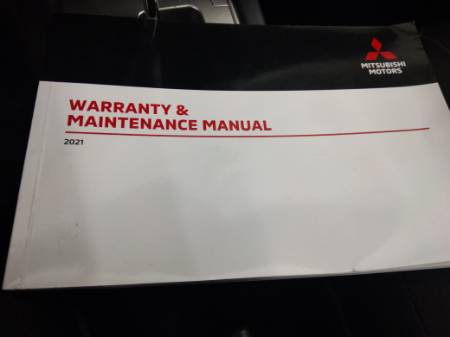 MITSUBISHI
MOTORS
WARRANTY &
MAINTENANCE MANUAL
2021